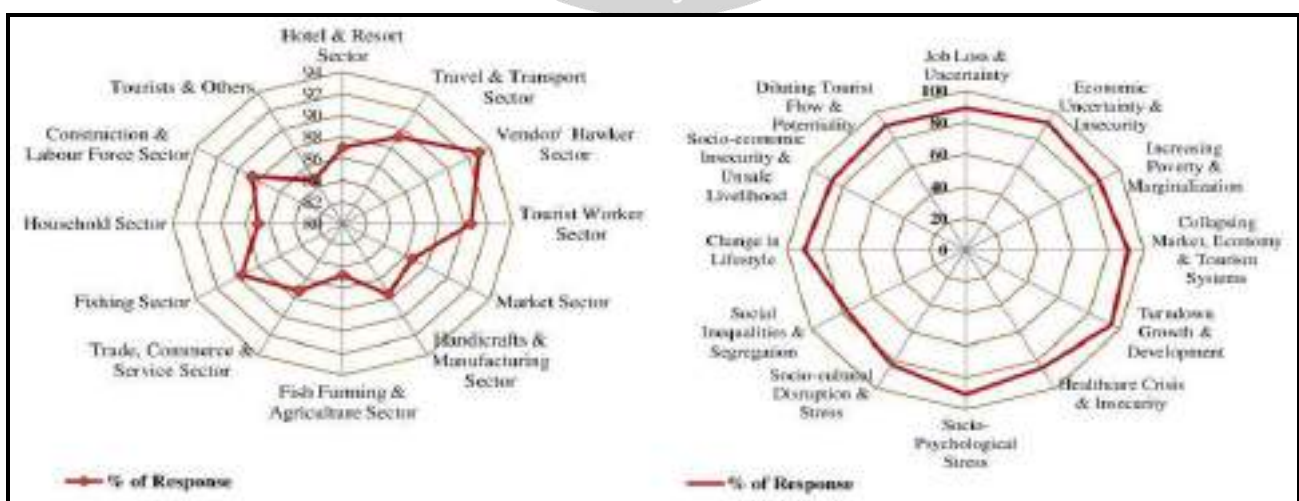 Hotel & Resort
Sector
Travel & Transport
Sector
Vendor/ Hawker
Sector
Tourist Worker
Sector
Market Sector
Handicrafts &
Manufacturing
Sector
Fish Farming &
Agriculture Sector
Trade, Commerce &
Service Sector
Fishing Sector
Household Sector
Construction &
Labour Force Sector
Tourists & Others
94
92
90
88
86
84
82
80
% of Response
Job Loss &
Uncertainty
Economic
Uncertainty &
Insecurity
Increasing
Poverty &
Marginalization
Collapsing
Market, Economy
& Tourism
Systems
Turndown
Growth &
Development
Healthcare Crisis
& Insecurity
Socio-
Psychological
Stress
Socio-cultural
Disruption &
Stress
Social
Inequalities &
Segregation
Change in
Lifestyle
Socio-economic
Insecurity &
Unsafe
Livelihood
Diluting Tourist
Flow &
Potentiality
100
80
60
40
20
0
% of Response